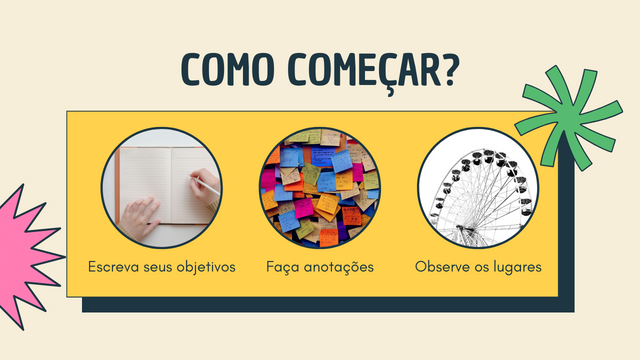 COMO COMEÇAR?
Escreva seus objetivos
Faça anotações
Observe os lugares